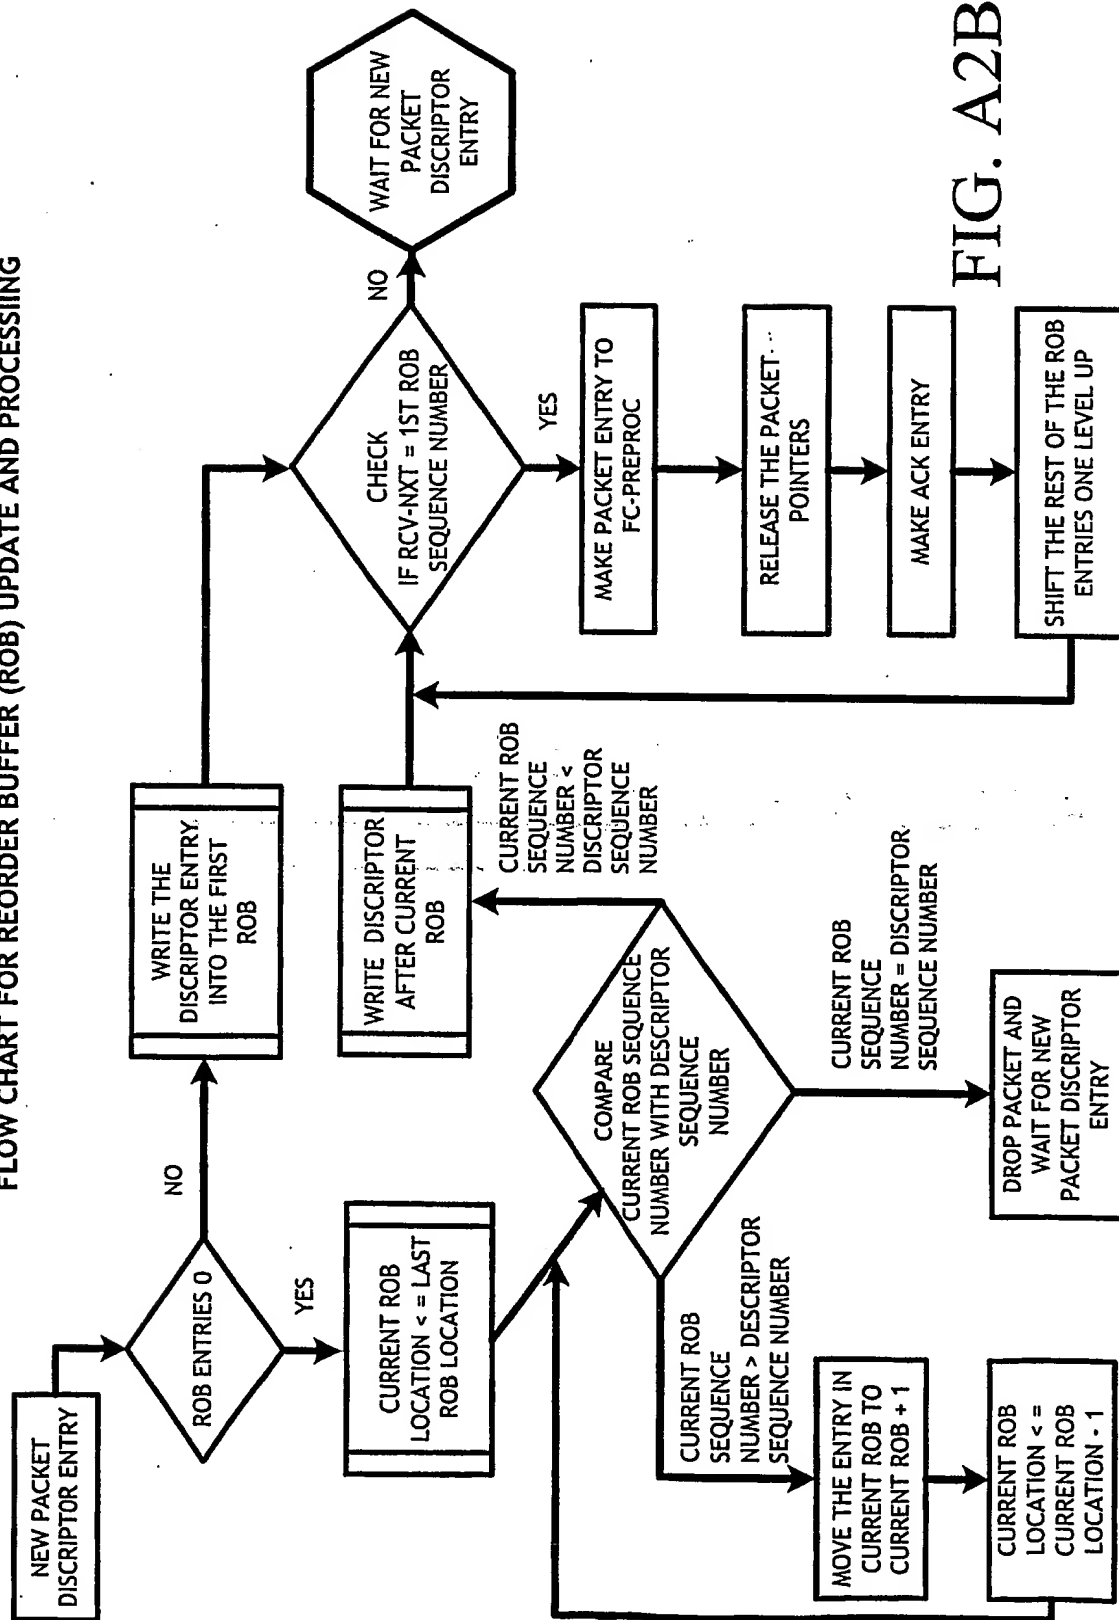 FLOW CHART FOR REORDER BUFFER (ROB) UPDATE AND PROCESSIING
NEW PACKET
DISCRIPTOR ENTRY
ROB ENTRIES 0
NO
YES
WRITE THE
DISCRIPTOR ENTRY
INTO THE FIRST
ROB
CURRENT ROB
LOCATION < = LAST
ROB LOCATION
WRITE DISCRIPTOR
AFTER CURRENT
ROB
CURRENT ROB
SEQUENCE
NUMBER <
DISCRIPTOR
SEQUENCE
NUMBER
COMPARE
CURRENT ROB SEQUENCE
NUMBER WITH DESCRIPTOR
SEQUENCE
NUMBER
CURRENT ROB
SEQUENCE
NUMBER > DESCRIPTOR
SEQUENCE NUMBER
CURRENT ROB
SEQUENCE
NUMBER = DISCRIPTOR
SEQUENCE NUMBER
MOVE THE ENTRY IN
CURRENT ROB TO
CURRENT ROB + 1
CURRENT ROB
LOCATION < =
CURRENT ROB
LOCATION - 1
DROP PACKET AND
WAIT FOR NEW
PACKET DISCRIPTOR
ENTRY
CHECK
IF RCV-NXT = 1ST ROB
SEQUENCE NUMBER
NO
YES
WAIT FOR NEW
PACKET
DISCRIPTOR
ENTRY
MAKE PACKET ENTRY TO
FC-PREPROC
RELEASE THE PACKET
POINTERS
MAKE ACK ENTRY
SHIFT THE REST OF THE ROB
ENTRIES ONE LEVEL UP
FIG. A2B